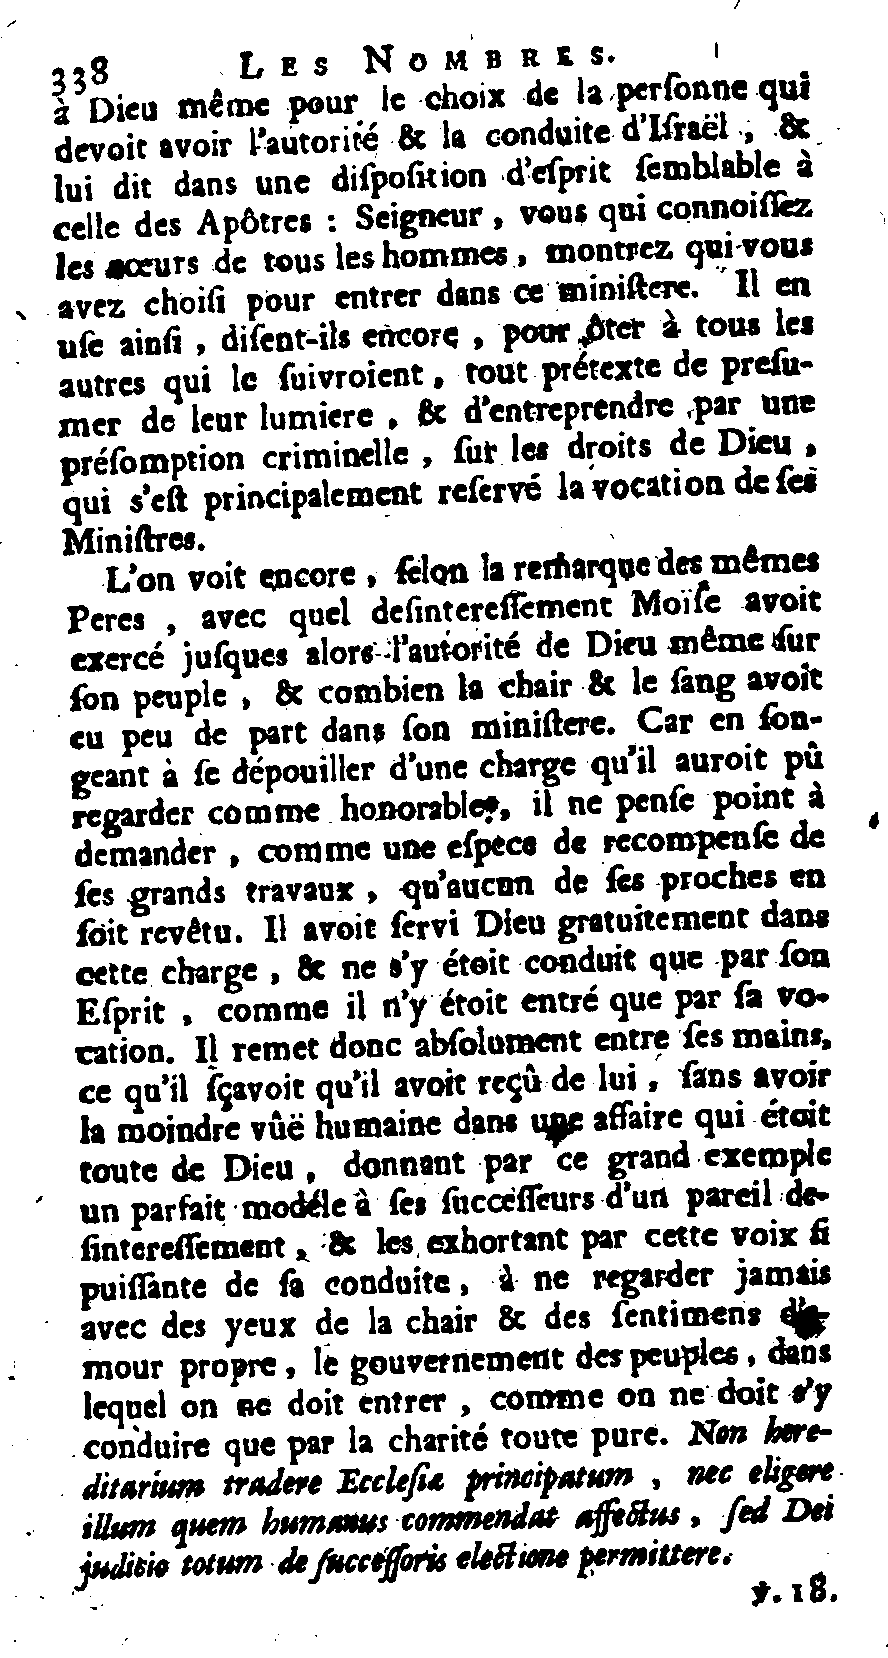 338 LES NOMBRES.
à Dieu même pour le choix de la perſonne qui
devoit avoir l'autorité & la conduite d'Iſraël, &
lui dit dans une diſpoſition d'eſprit ſemblable à
celle des Apôtres : Seigneur, vous qui connoiſſez
les cœurs de tous les hommes, montrez qui vous
avez choiſi pour entrer dans ce miniſtere. Il en
uſe ainſi, diſent-ils encore, pour ôter à tous les
autres qui le ſuivroient, tout prétexte de preſu-
mer de leur lumiere, & d'entreprendre par une
préſomption criminelle, ſur les droits de Dieu,
qui s'eſt principalement reſervé la vocation de ſes
Miniſtres.
L'on voit encore, ſelon la remarque des mêmes
Peres, avec quel deſintereſſement Moïſe avoit
exercé juſques alors l'autorité de Dieu même ſur
ſon peuple, & combien la chair & le ſang avoit
eu peu de part dans ſon miniſtere. Car en ſon-
geant à ſe dépouiller d'une charge qu'il auroit pû
regarder comme honorable, il ne penſe point à
demander, comme une eſpece de recompenſe de
ſes grands travaux, qu'aucun de ſes proches en
ſoit revêtu. Il avoit ſervi Dieu gratuitement dans
cette charge, & ne s'y étoit conduit que par ſon
Eſprit, comme il n'y étoit entré que par ſa vo-
cation. Il remet donc abſolument entre ſes mains,
ce qu'il ſçavoit qu'il avoit reçû de lui, ſans avoir
la moindre vûë humaine dans une affaire qui étoit
toute de Dieu, donnant par ce grand exemple
un parfait modéle à ſes ſucceſſeurs d'un pareil de-
ſintereſſement, & les exhortant par cette voix ſi
puiſſante de ſa conduite, à ne regarder jamais
avec des yeux de la chair & des ſentimens d'a-
mour propre, le gouvernement des peuples, dans
lequel on ne doit entrer, comme on ne doit s'y
conduire que par la charité toute pure. Non here-
ditarium tradere Eccleſiæ principatum, nec eligere
illum quem humanus commendat affectus, ſed Dei
judicio totum de ſucceſſoris electione permittere.
℣. 18.